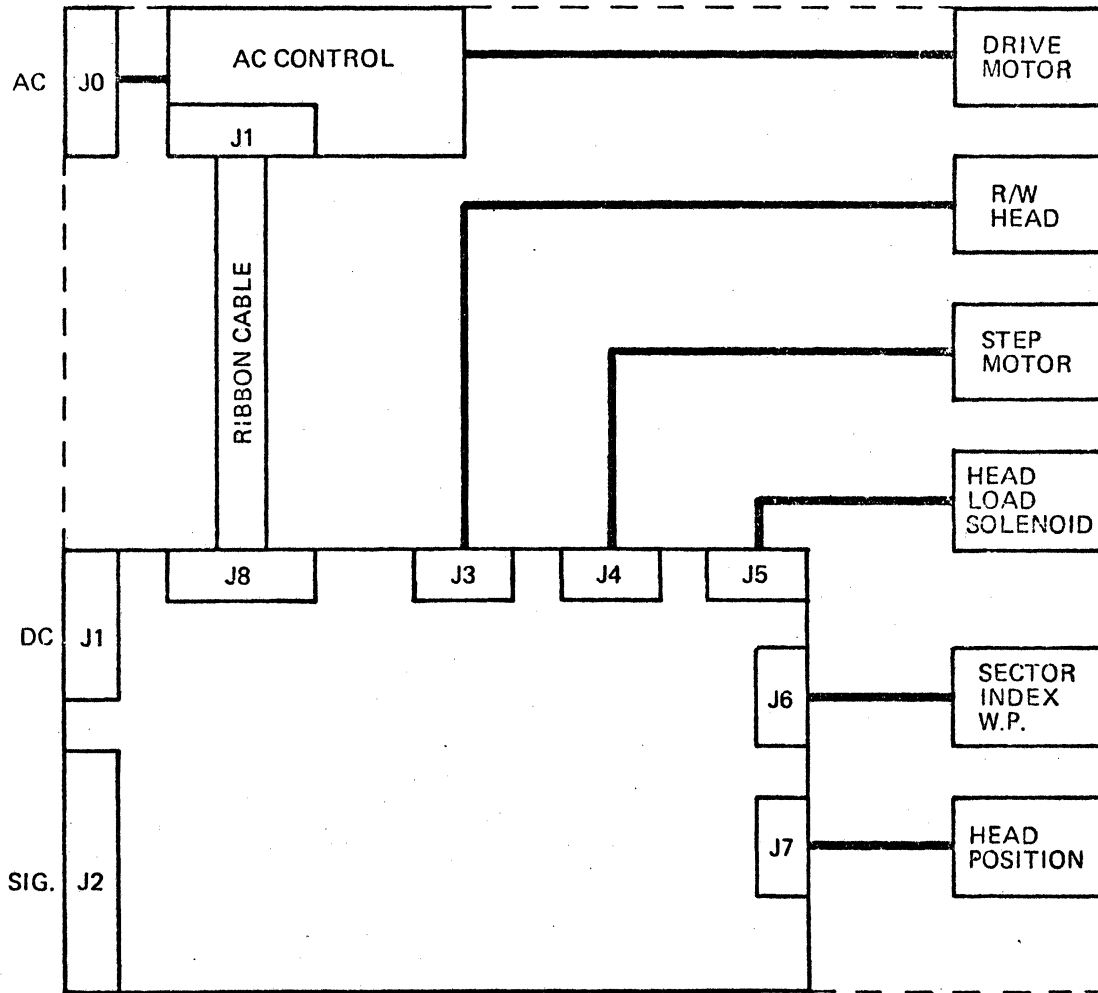 AC
J0
AC CONTROL
J1
DRIVE
MOTOR
R/W
HEAD
RIBBON CABLE
STEP
MOTOR
HEAD
LOAD
SOLENOID
J8
J3
J4
J5
DC
J1
J6
SECTOR
INDEX
W.P.
J7
HEAD
POSITION
SIG.
J2